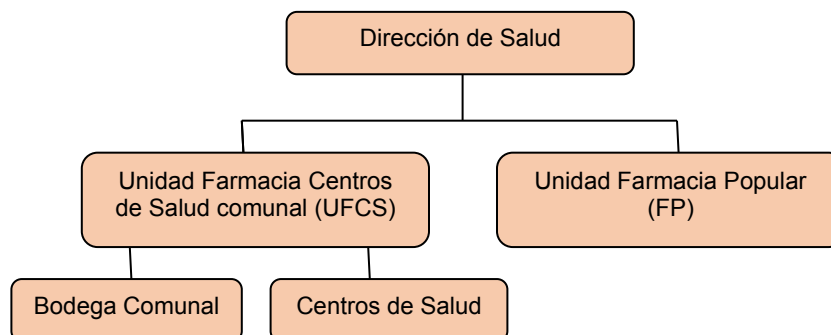 Dirección de Salud
Unidad Farmacia Centros
de Salud comunal (UFCS)
Unidad Farmacia Popular
(FP)
Bodega Comunal
Centros de Salud